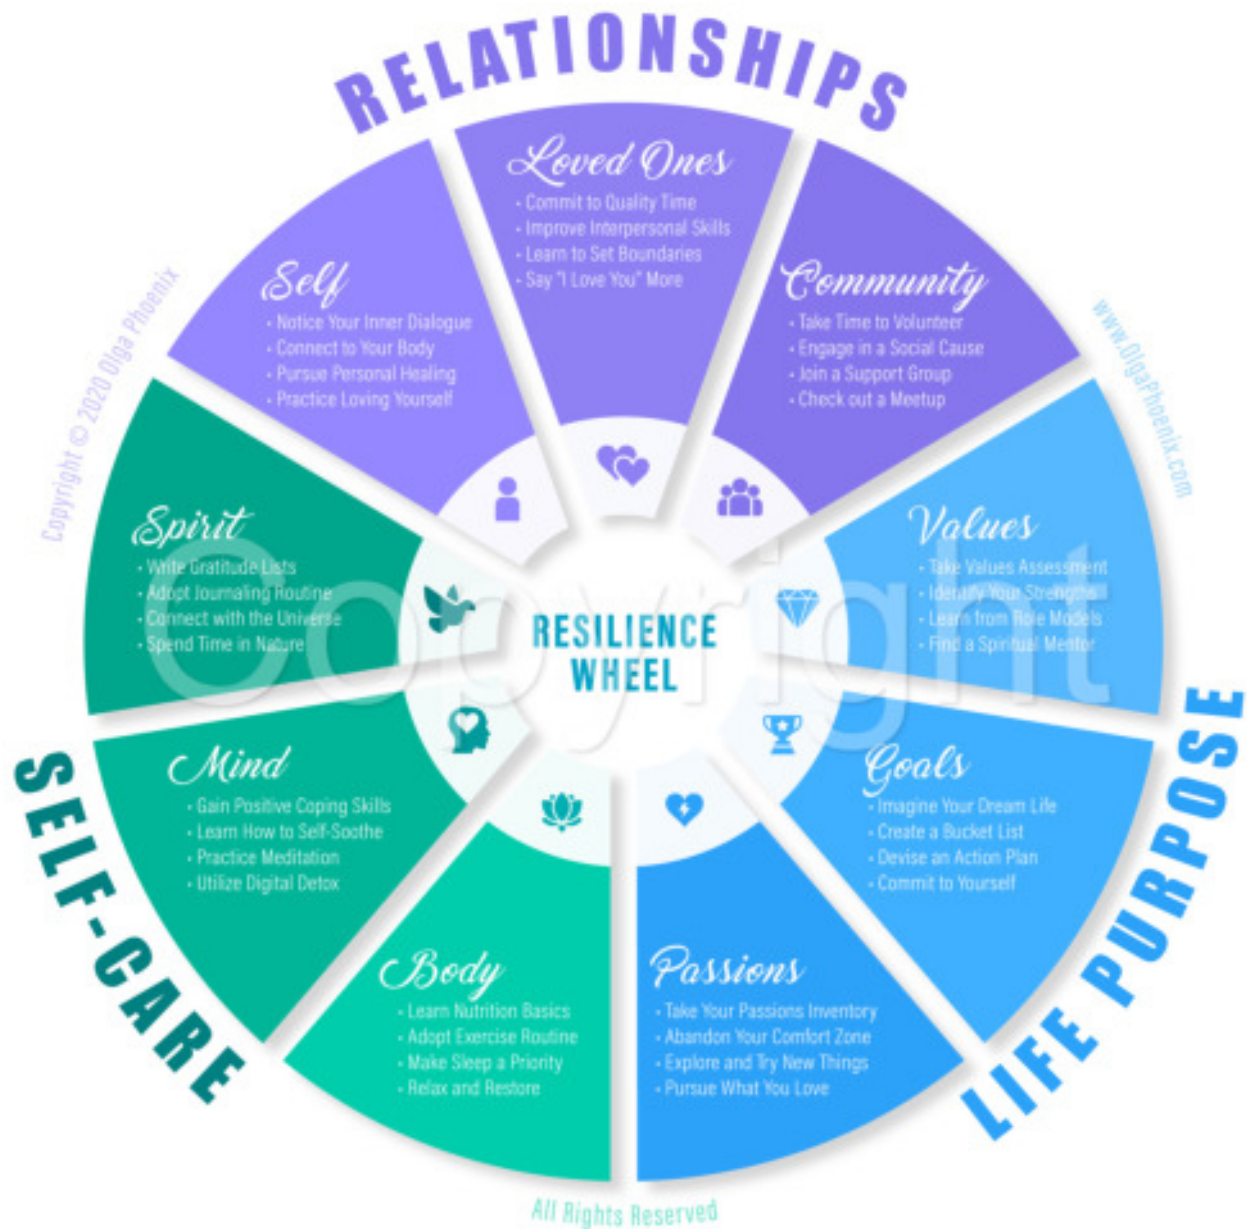 RELATIONSHIPS
Loved Ones
• Commit to Quality Time
• Improve Interpersonal Skills
• Learn to Set Boundaries
• Say "I Love You" More
Community
• Take Time to Volunteer
• Engage in a Social Cause
• Join a Support Group
• Check out a Meetup
Values
• Take Values Assessment
• Identify Your Strengths
• Learn from Role Models
• Find a Spiritual Mentor
Goals
• Imagine Your Dream Life
• Create a Bucket List
• Devise an Action Plan
• Commit to Yourself
LIFE PURPOSE
Passions
• Take Your Passions Inventory
• Abandon Your Comfort Zone
• Explore and Try New Things
• Pursue What You Love
Body
• Learn Nutrition Basics
• Adopt Exercise Routine
• Make Sleep a Priority
• Relax and Restore
Mind
• Gain Positive Coping Skills
• Learn How to Self-Soothe
• Practice Meditation
• Utilize Digital Detox
SELF-CARE
Spirit
• Write Gratitude Lists
• Adopt Journaling Routine
• Connect with the Universe
• Spend Time in Nature
Self
• Notice Your Inner Dialogue
• Connect to Your Body
• Pursue Personal Healing
• Practice Loving Yourself
RESILIENCE
WHEEL
Copyright
Copyright © 2020 Olga Phoenix
www.OlgaPhoenix.com
All Rights Reserved